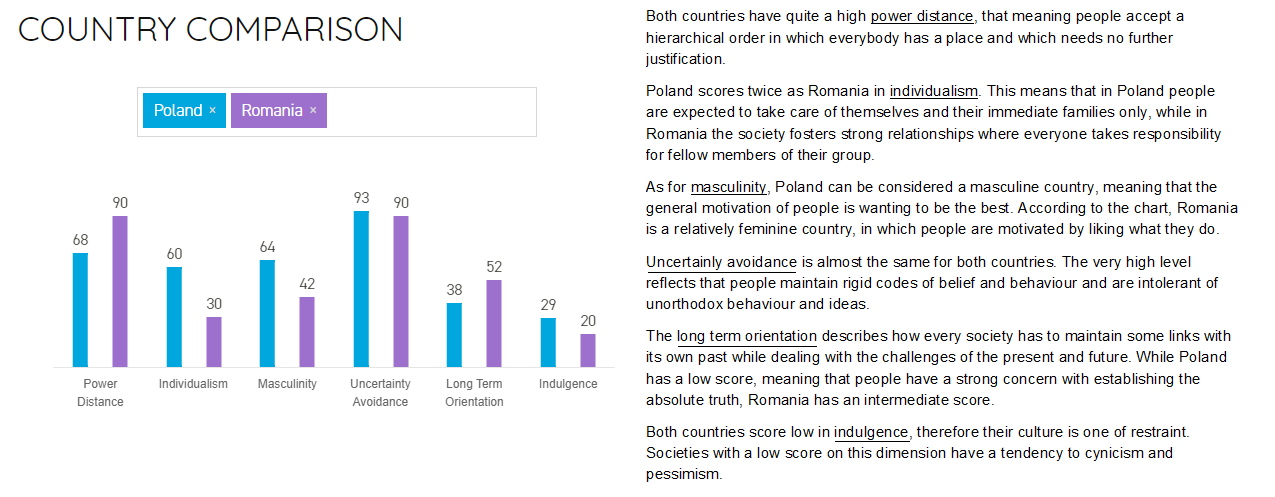 COUNTRY COMPARISON
Poland × Romania ×
68 90 60 30 64 42 93 90 38 52 29 20
Power
Distance
Individualism
Masculinity
Uncertainty
Avoidance
Long Term
Orientation
Indulgence
Both countries have quite a high power distance, that meaning people accept a
hierarchical order in which everybody has a place and which needs no further
justification.
Poland scores twice as Romania in individualism. This means that in Poland people
are expected to take care of themselves and their immediate families only, while in
Romania the society fosters strong relationships where everyone takes responsibility
for fellow members of their group.
As for masculinity, Poland can be considered a masculine country, meaning that the
general motivation of people is wanting to be the best. According to the chart, Romania
is a relatively feminine country, in which people are motivated by liking what they do.
Uncertainly avoidance is almost the same for both countries. The very high level
reflects that people maintain rigid codes of belief and behaviour and are intolerant of
unorthodox behaviour and ideas.
The long term orientation describes how every society has to maintain some links with
its own past while dealing with the challenges of the present and future. While Poland
has a low score, meaning that people have a strong concern with establishing the
absolute truth, Romania has an intermediate score.
Both countries score low in indulgence, therefore their culture is one of restraint.
Societies with a low score on this dimension have a tendency to cynicism and
pessimism.